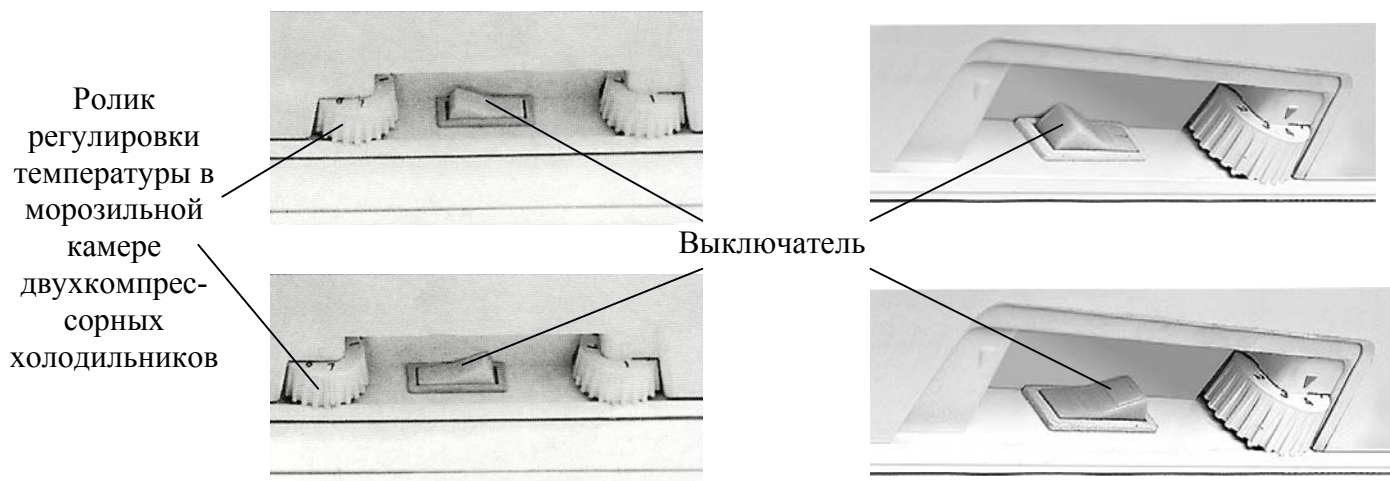 Ролик
регулировки
температуры в
морозильной
камере
двухкомпрес-
сорных
холодильников
Выключатель